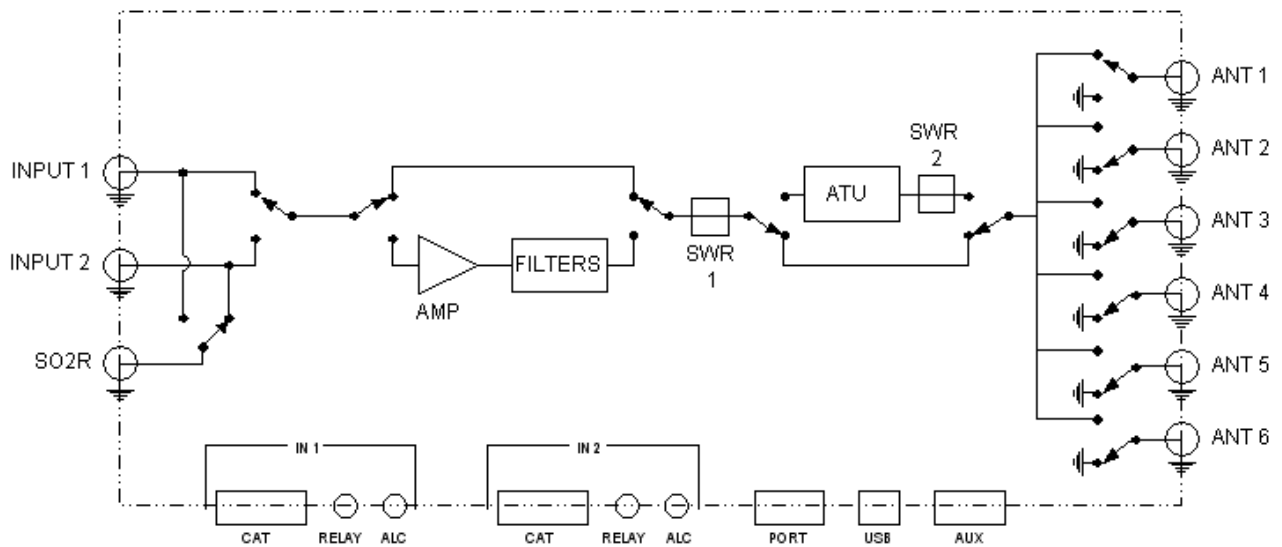 ANT 1
SWR
2
ANT 2
INPUT 1
ATU
ANT 3
SWR
1
INPUT 2
FILTERS
AMP
ANT 4
SO2R
ANT 5
ANT 6
IN 1
IN 2
CAT
RELAY
ALC
CAT
RELAY
ALC
PORT
USB
AUX